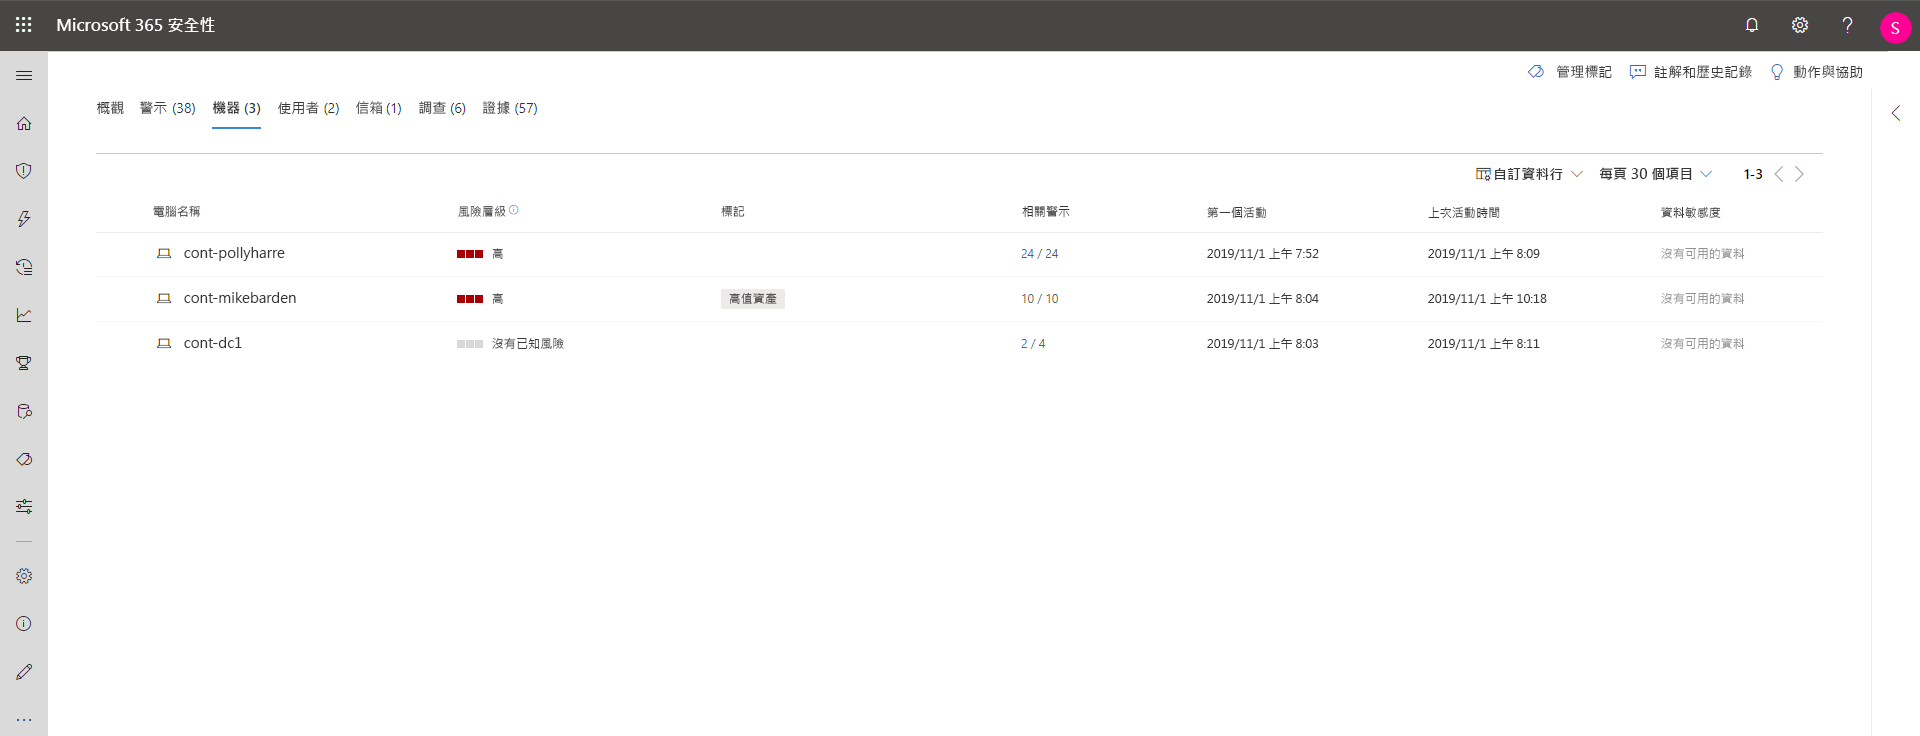 Microsoft 365 安全性
S
管理標記 註解和歷史記錄 動作與協助
概觀 警示 (38) 機器 (3) 使用者 (2) 信箱 (1) 調查 (6) 證據 (57)
自訂資料行 每頁 30 個項目 1-3
電腦名稱 風險層級 標記 相關警示 第一個活動 上次活動時間 資料敏感度
cont-pollyharre 高 24 / 24 2019/11/1 上午 7:52 2019/11/1 上午 8:09 沒有可用的資料
cont-mikebarden 高 高值資產 10 / 10 2019/11/1 上午 8:04 2019/11/1 上午 10:18 沒有可用的資料
cont-dc1 沒有已知風險 2 / 4 2019/11/1 上午 8:03 2019/11/1 上午 8:11 沒有可用的資料